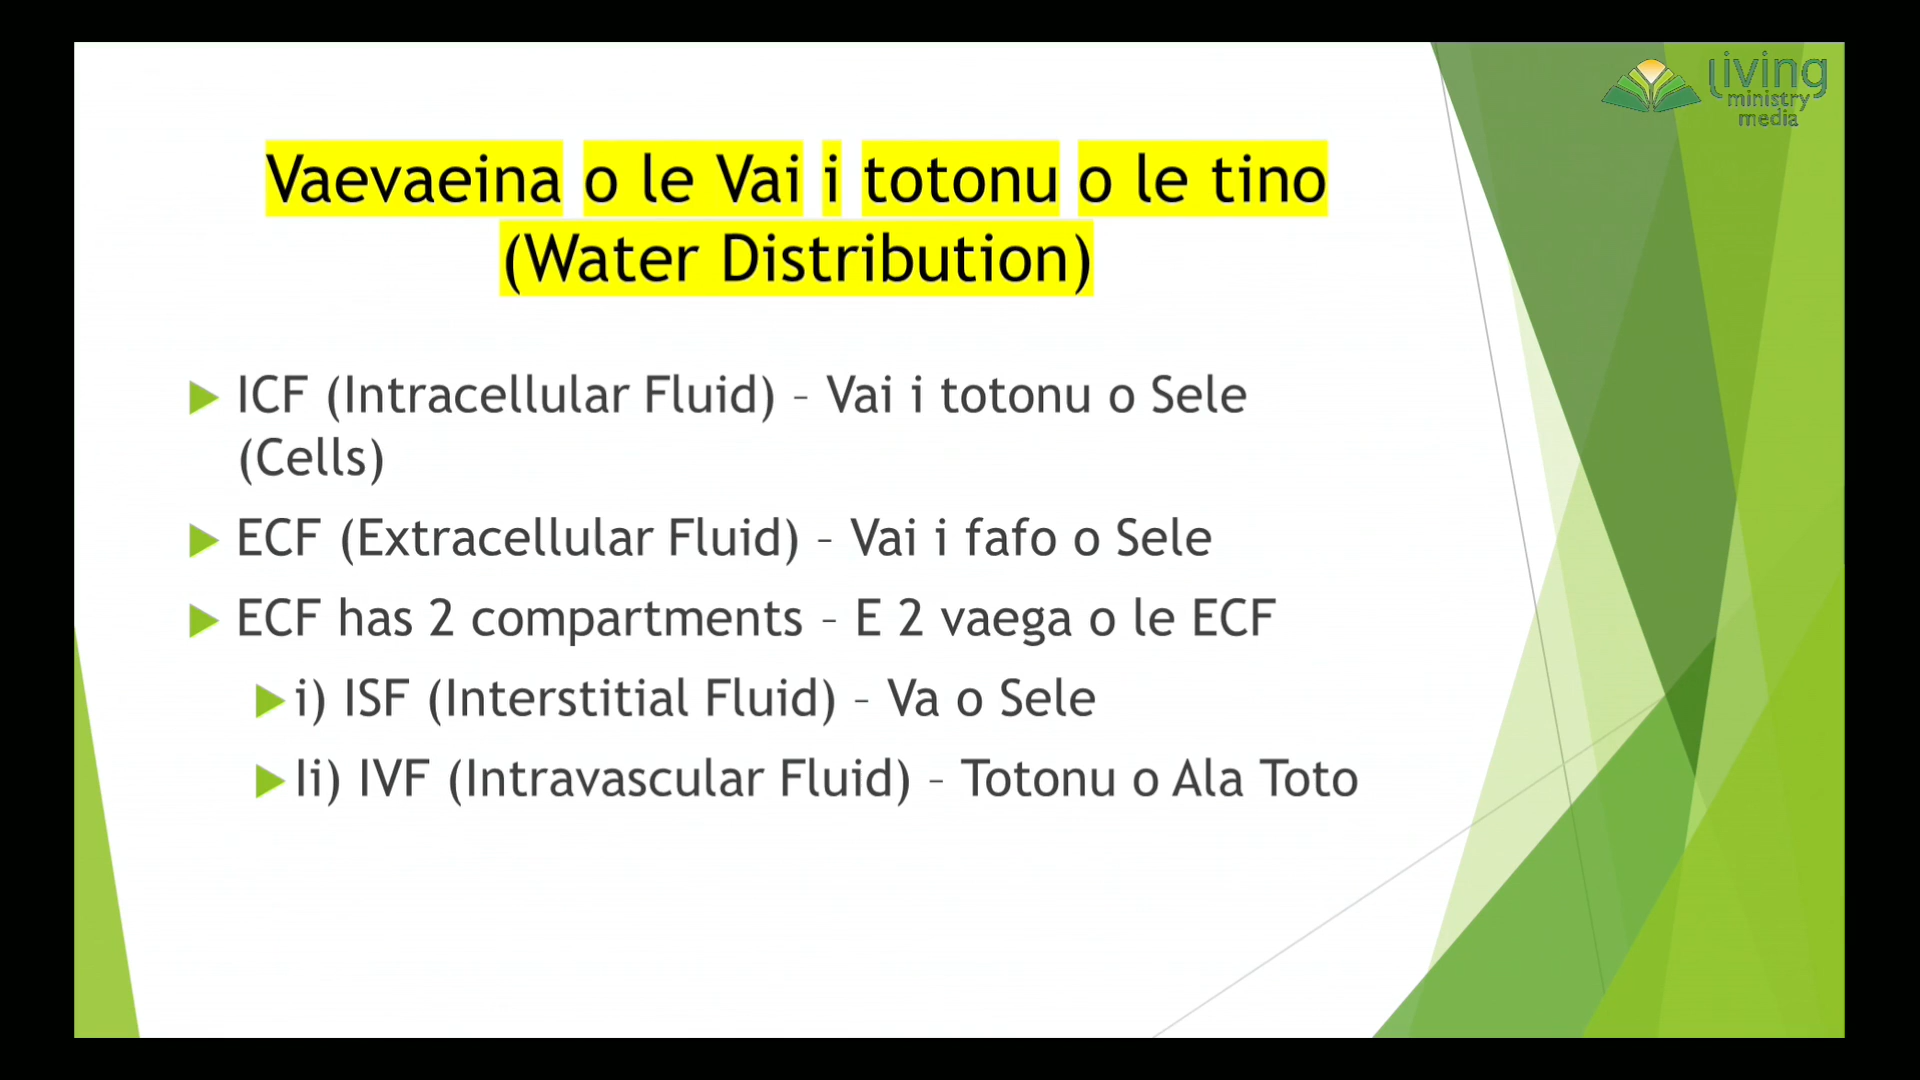 living
ministry
media
Vaevaeina o le Vai i totonu o le tino
(Water Distribution)
ICF (Intracellular Fluid) – Vai i totonu o Sele
(Cells)
ECF (Extracellular Fluid) – Vai i fafo o Sele
ECF has 2 compartments – E 2 vaega o le ECF
i) ISF (Interstitial Fluid) – Va o Sele
Ii) IVF (Intravascular Fluid) – Totonu o Ala Toto